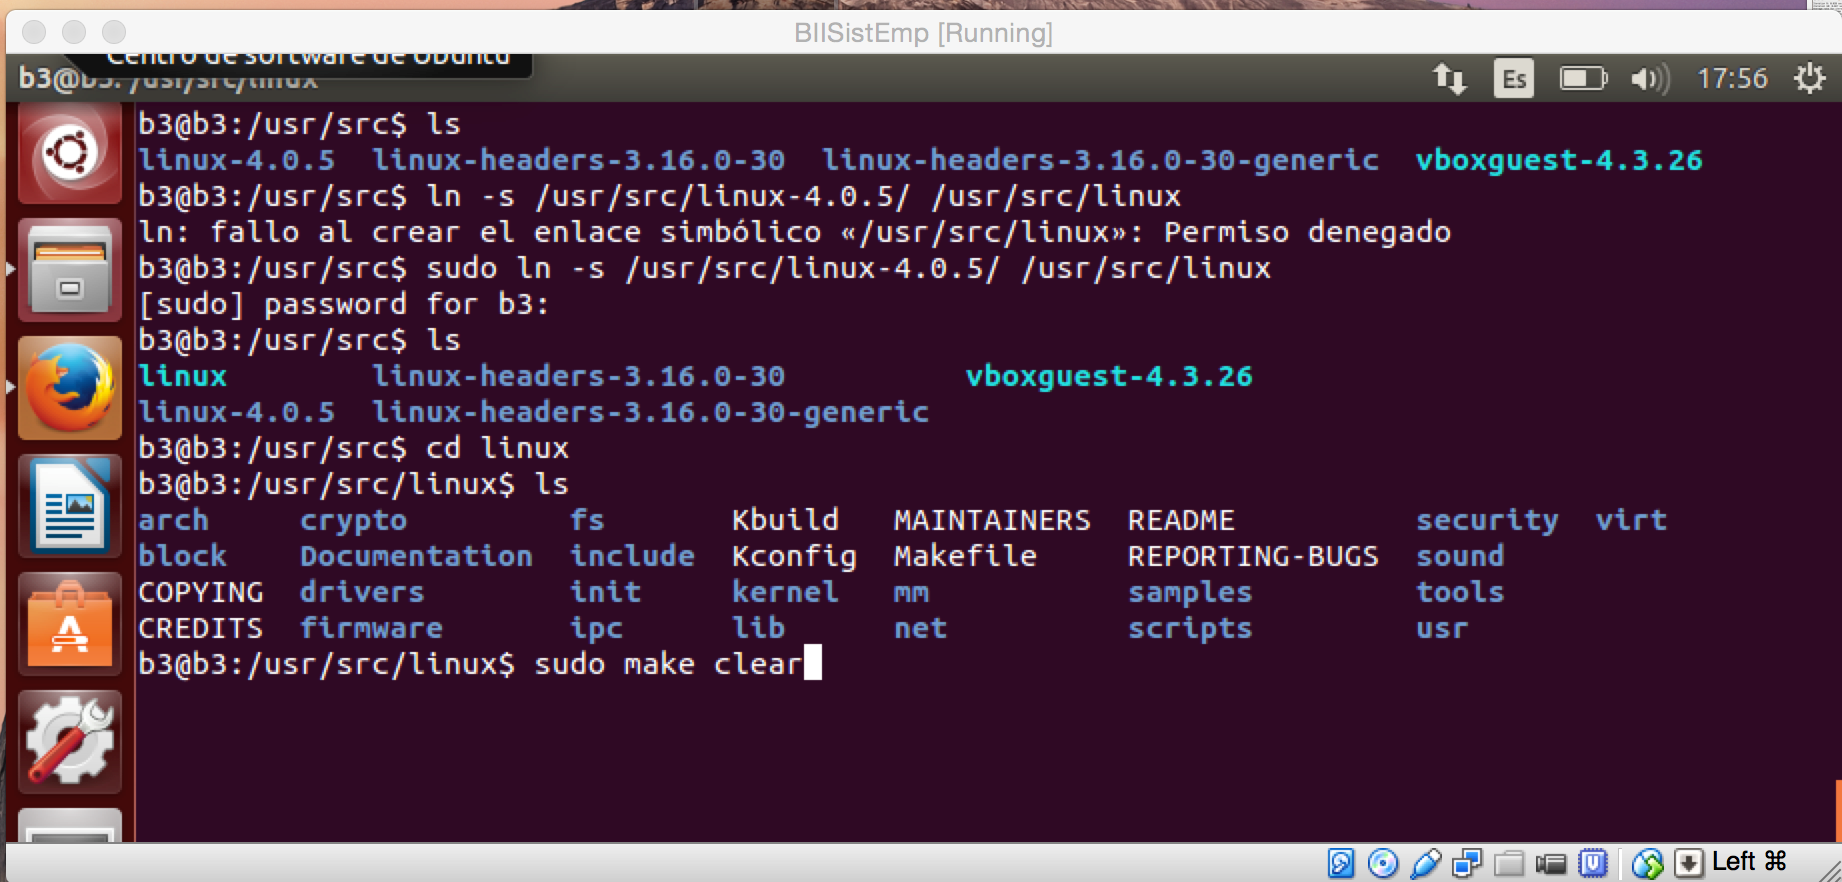 BIISistEmp [Running]
Centro de software de Ubuntu
b3@b3: /usr/src/linux
Es
17:56
b3@b3:/usr/src$ ls
linux-4.0.5 linux-headers-3.16.0-30 linux-headers-3.16.0-30-generic vboxguest-4.3.26
b3@b3:/usr/src$ ln -s /usr/src/linux-4.0.5/ /usr/src/linux
ln: fallo al crear el enlace simbólico «/usr/src/linux»: Permiso denegado
b3@b3:/usr/src$ sudo ln -s /usr/src/linux-4.0.5/ /usr/src/linux
[sudo] password for b3:
b3@b3:/usr/src$ ls
linux linux-headers-3.16.0-30 vboxguest-4.3.26
linux-4.0.5 linux-headers-3.16.0-30-generic
b3@b3:/usr/src$ cd linux
b3@b3:/usr/src/linux$ ls
arch crypto fs Kbuild MAINTAINERS README security virt
block Documentation include Kconfig Makefile REPORTING-BUGS sound
COPYING drivers init kernel mm samples tools
CREDITS firmware ipc lib net scripts usr
b3@b3:/usr/src/linux$ sudo make clear
Left ⌘